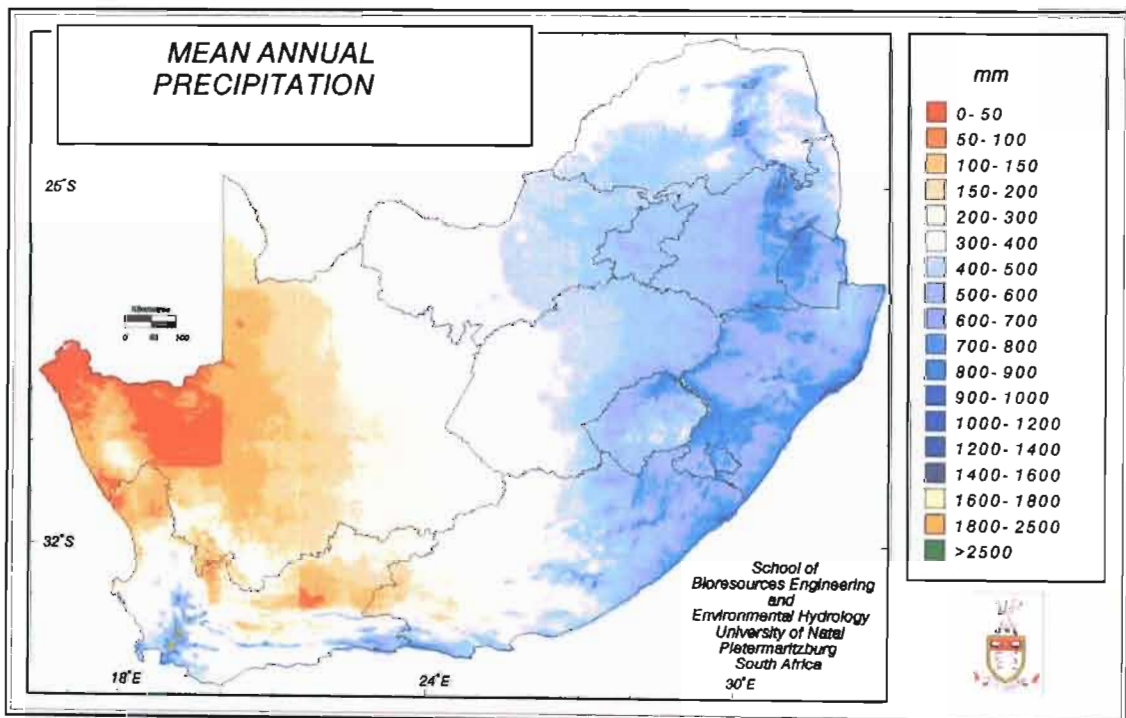 MEAN ANNUAL
PRECIPITATION
mm
0- 50
50- 100
100- 150
150- 200
200- 300
300- 400
400- 500
500- 600
600- 700
700- 800
800- 900
900- 1000
1000- 1200
1200- 1400
1400- 1600
1600- 1800
1800- 2500
>2500
25°S
32°S
18°E
24°E
30°E
0
School of
Bioresources Engineering
and
Environmental Hydrology
University of Natal
Pietermaritzburg
South Africa